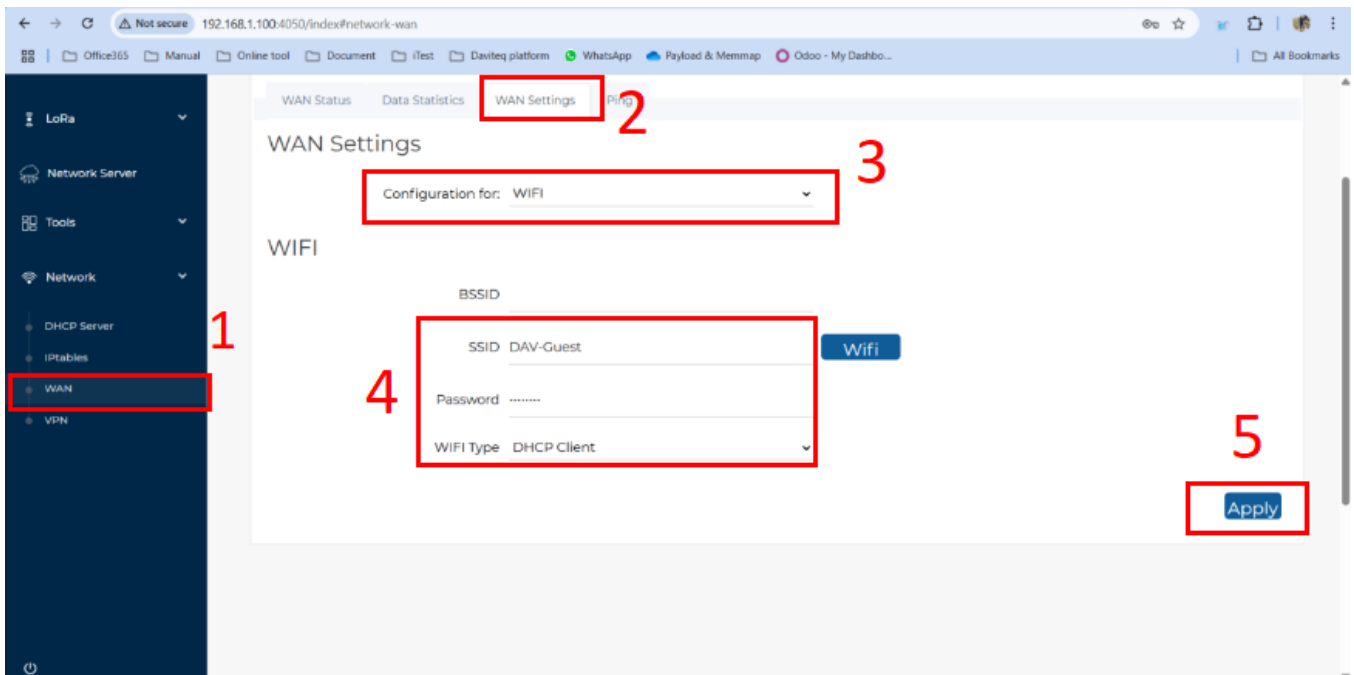 Not secure 192.168.1.100:4050/index#network-wan
Office365 Manual Online tool Document iTest Daviteq platform WhatsApp Payload & Memmap Odoo - My Dashbo... All Bookmarks
WAN Status Data Statistics WAN Settings Ping
2
LoRa
WAN Settings
3
Network Server
Configuration for: WIFI
Tools
WIFI
Network
BSSID
DHCP Server
1
SSID DAV-Guest Wifi
IPtables
WAN
4
Password ········
VPN
WIFI Type DHCP Client
5
Apply